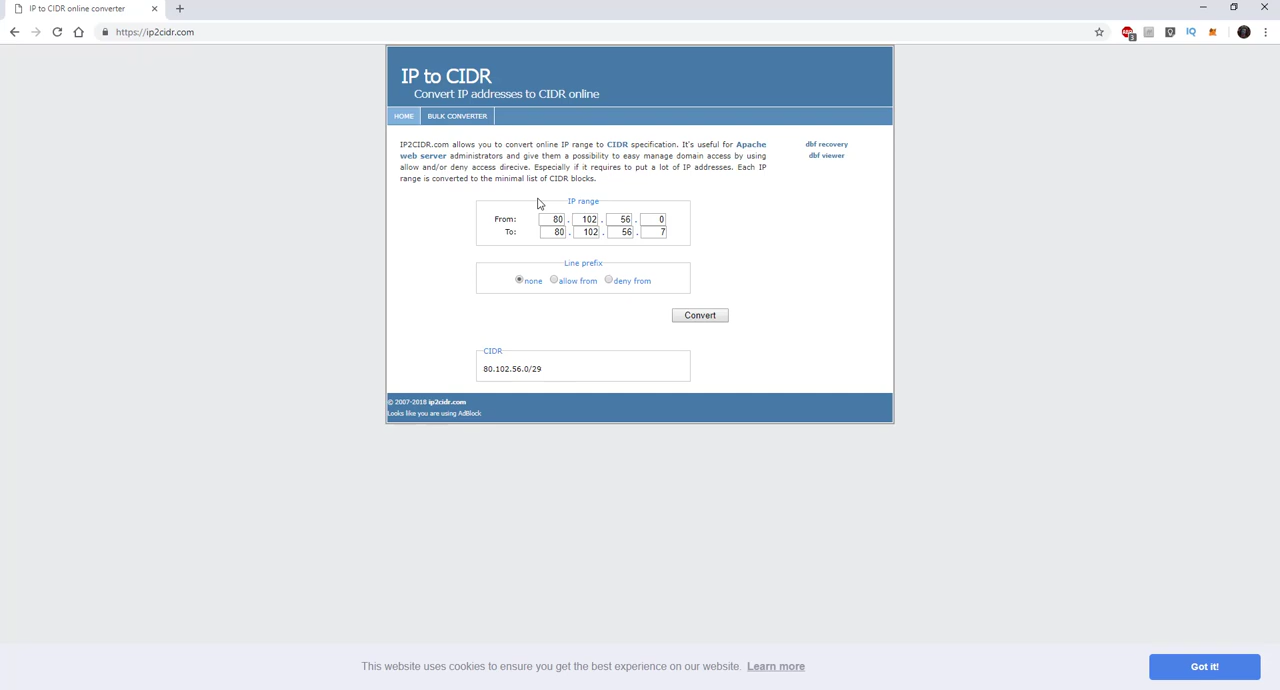 IP to CIDR online converter
https://ip2cidr.com
IP to CIDR
Convert IP addresses to CIDR online
HOME
BULK CONVERTER
IP2CIDR.com allows you to convert online IP range to CIDR specification. It's useful for Apache
web server administrators and give them a possibility to easy manage domain access by using
allow and/or deny access direcive. Especially if it requires to put a lot of IP addresses. Each IP
range is converted to the minimal list of CIDR blocks.
dbf recovery
dbf viewer
IP range
From: 80 . 102 . 56 . 0
To: 80 . 102 . 56 . 7
Line prefix
none allow from deny from
Convert
CIDR
80.102.56.0/29
© 2007-2018 ip2cidr.com
Looks like you are using AdBlock
This website uses cookies to ensure you get the best experience on our website. Learn more
Got it!